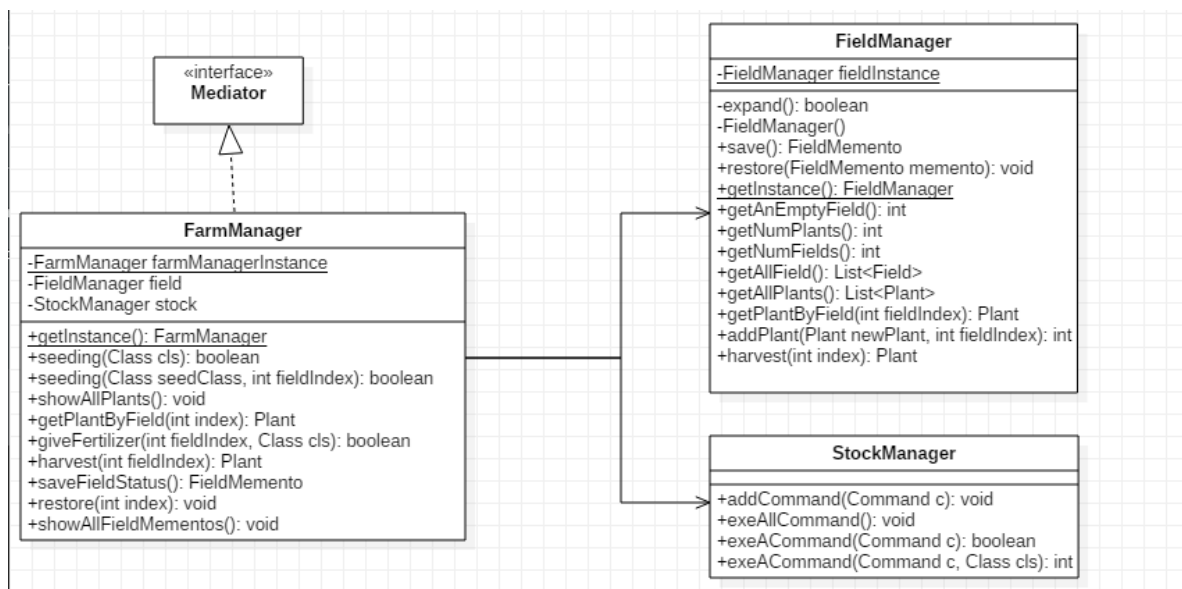 «interface»
Mediator
FarmManager
-FarmManager farmManagerInstance
-FieldManager field
-StockManager stock
+getInstance(): FarmManager
+seeding(Class cls): boolean
+seeding(Class seedClass, int fieldIndex): boolean
+showAllPlants(): void
+getPlantByField(int index): Plant
+giveFertilizer(int fieldIndex, Class cls): boolean
+harvest(int fieldIndex): Plant
+saveFieldStatus(): FieldMemento
+restore(int index): void
+showAllFieldMementos(): void
FieldManager
-FieldManager fieldInstance
-expand(): boolean
-FieldManager()
+save(): FieldMemento
+restore(FieldMemento memento): void
+getInstance(): FieldManager
+getAnEmptyField(): int
+getNumPlants(): int
+getNumFields(): int
+getAllField(): List<Field>
+getAllPlants(): List<Plant>
+getPlantByField(int fieldIndex): Plant
+addPlant(Plant newPlant, int fieldIndex): int
+harvest(int index): Plant
StockManager
+addCommand(Command c): void
+exeAllCommand(): void
+exeACommand(Command c): boolean
+exeACommand(Command c, Class cls): int